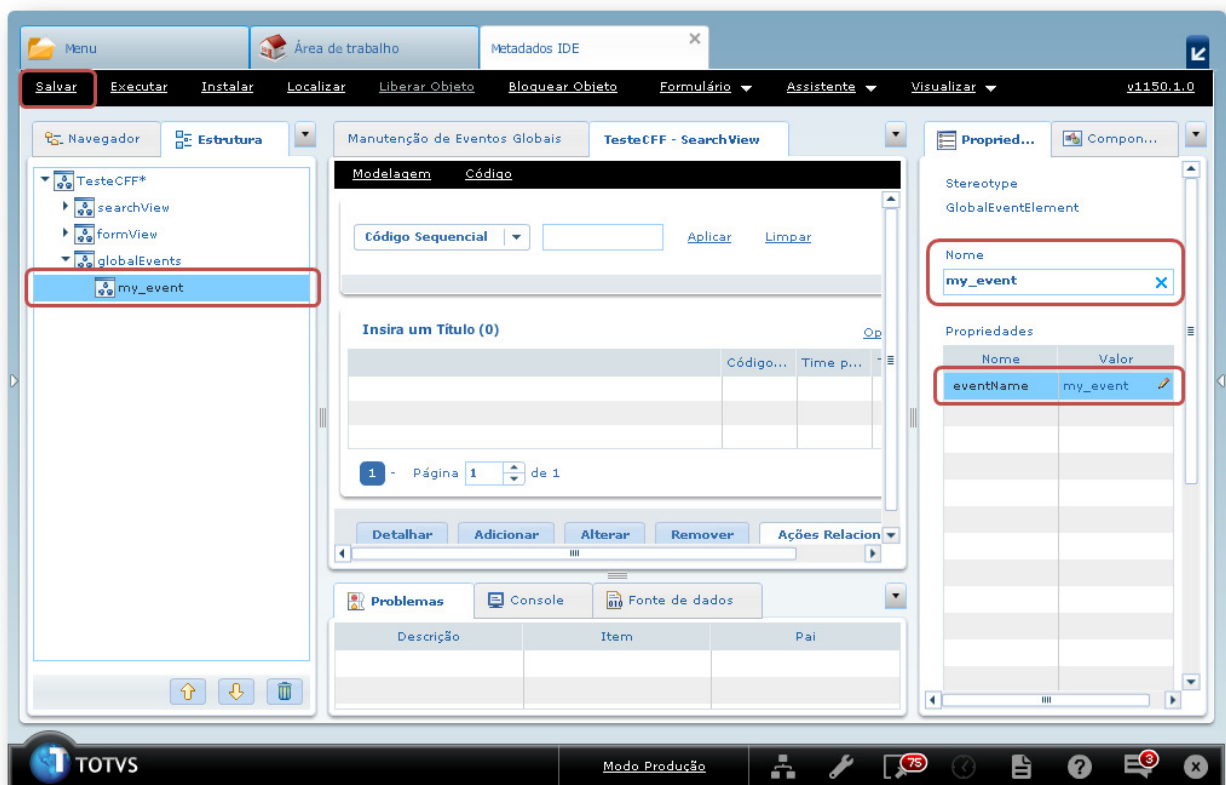 Menu
Área de trabalho
Metadados IDE
Salvar Executar Instalar Localizar Liberar Objeto Bloquear Objeto Formulário Assistente Visualizar v1150.1.0
Navegador
Estrutura
TesteCFF*
searchView
formView
globalEvents
my_event
Manutenção de Eventos Globais
TesteCFF - SearchView
Modelagem Código
Código Sequencial
Aplicar Limpar
Insira um Título (0)
Op
Código... Time p...
1 - Página 1 de 1
Detalhar Adicionar Alterar Remover Ações Relacion
Problemas
Console
Fonte de dados
Descrição Item Pai
Propried...
Compon...
Stereotype
GlobalEventElement
Nome
my_event
Propriedades
Nome Valor
eventName my_event
TOTVS
Modo Produção
75
3